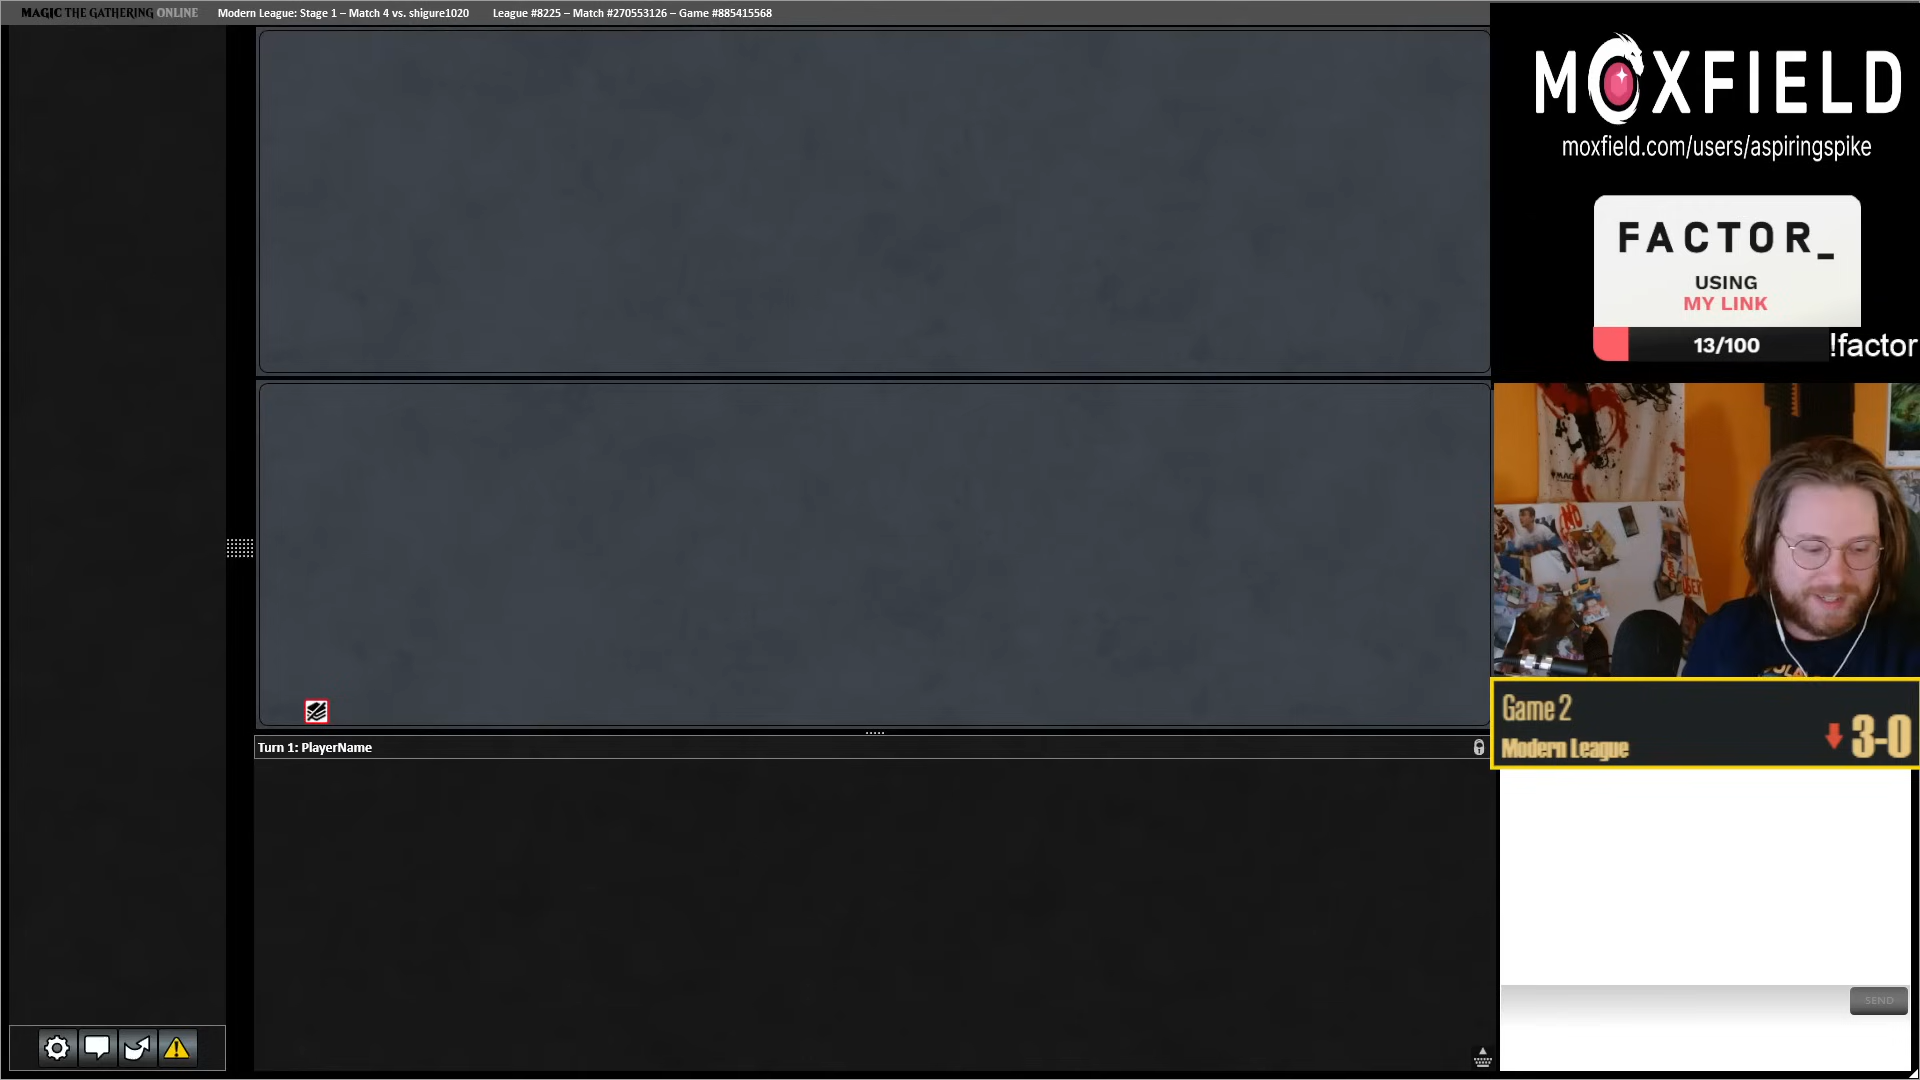 MAGIC THE GATHERING ONLINE
Modern League: Stage 1 – Match 4 vs. shigure1020
League #8225 – Match #270553126 – Game #885415568
MOXFIELD
moxfield.com/users/aspiringspike
FACTOR_
USING
MY LINK
13/100
!factor
NO
Game 2
Modern League
3-0
Turn 1: PlayerName
SEND